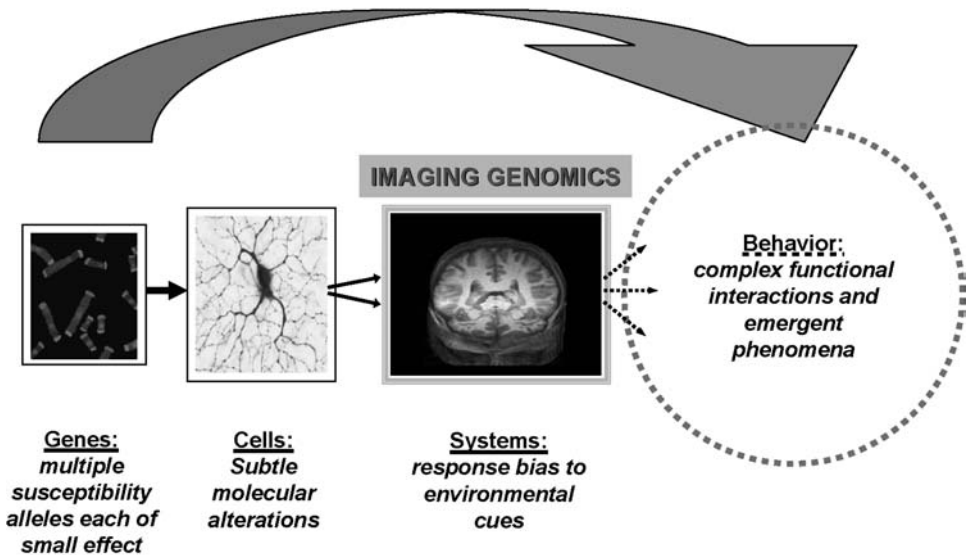 IMAGING GENOMICS
Behavior:
complex functional
interactions and
emergent
phenomena
Genes:
multiple
susceptibility
alleles each of
small effect
Cells:
Subtle
molecular
alterations
Systems:
response bias to
environmental
cues